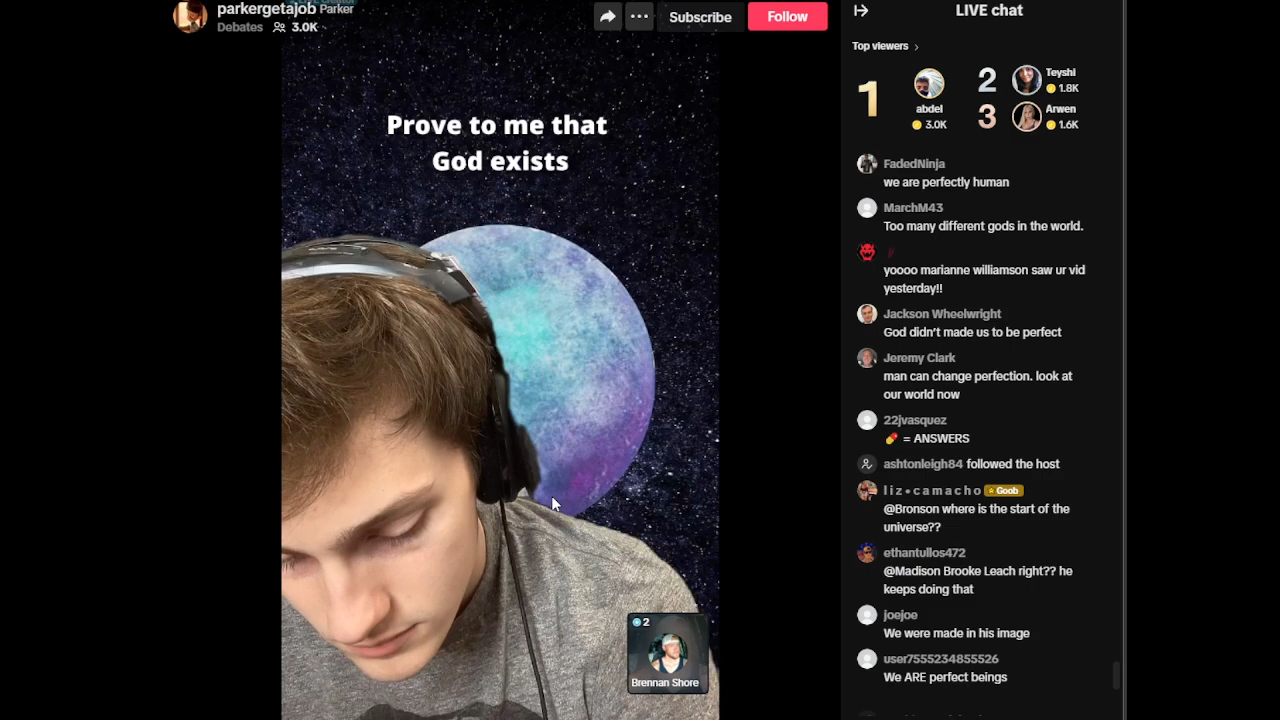 parkergetajob Parker
Debates 3.0K
Subscribe
Follow
Prove to me that
God exists
2
Brennan Shore
LIVE chat
Top viewers
1
abdel
3.0K
2
Teyshi
1.8K
3
Arwen
1.6K
FadedNinja
we are perfectly human
MarchM43
Too many different gods in the world.
yoooo marianne williamson saw ur vid
yesterday!!
Jackson Wheelwright
God didn't made us to be perfect
Jeremy Clark
man can change perfection. look at
our world now
22jvasquez
= ANSWERS
ashtonleigh84 followed the host
l i z • c a m a c h o Goob
@Bronson where is the start of the
universe??
ethantullos472
@Madison Brooke Leach right?? he
keeps doing that
joejoe
We were made in his image
user7555234855526
We ARE perfect beings